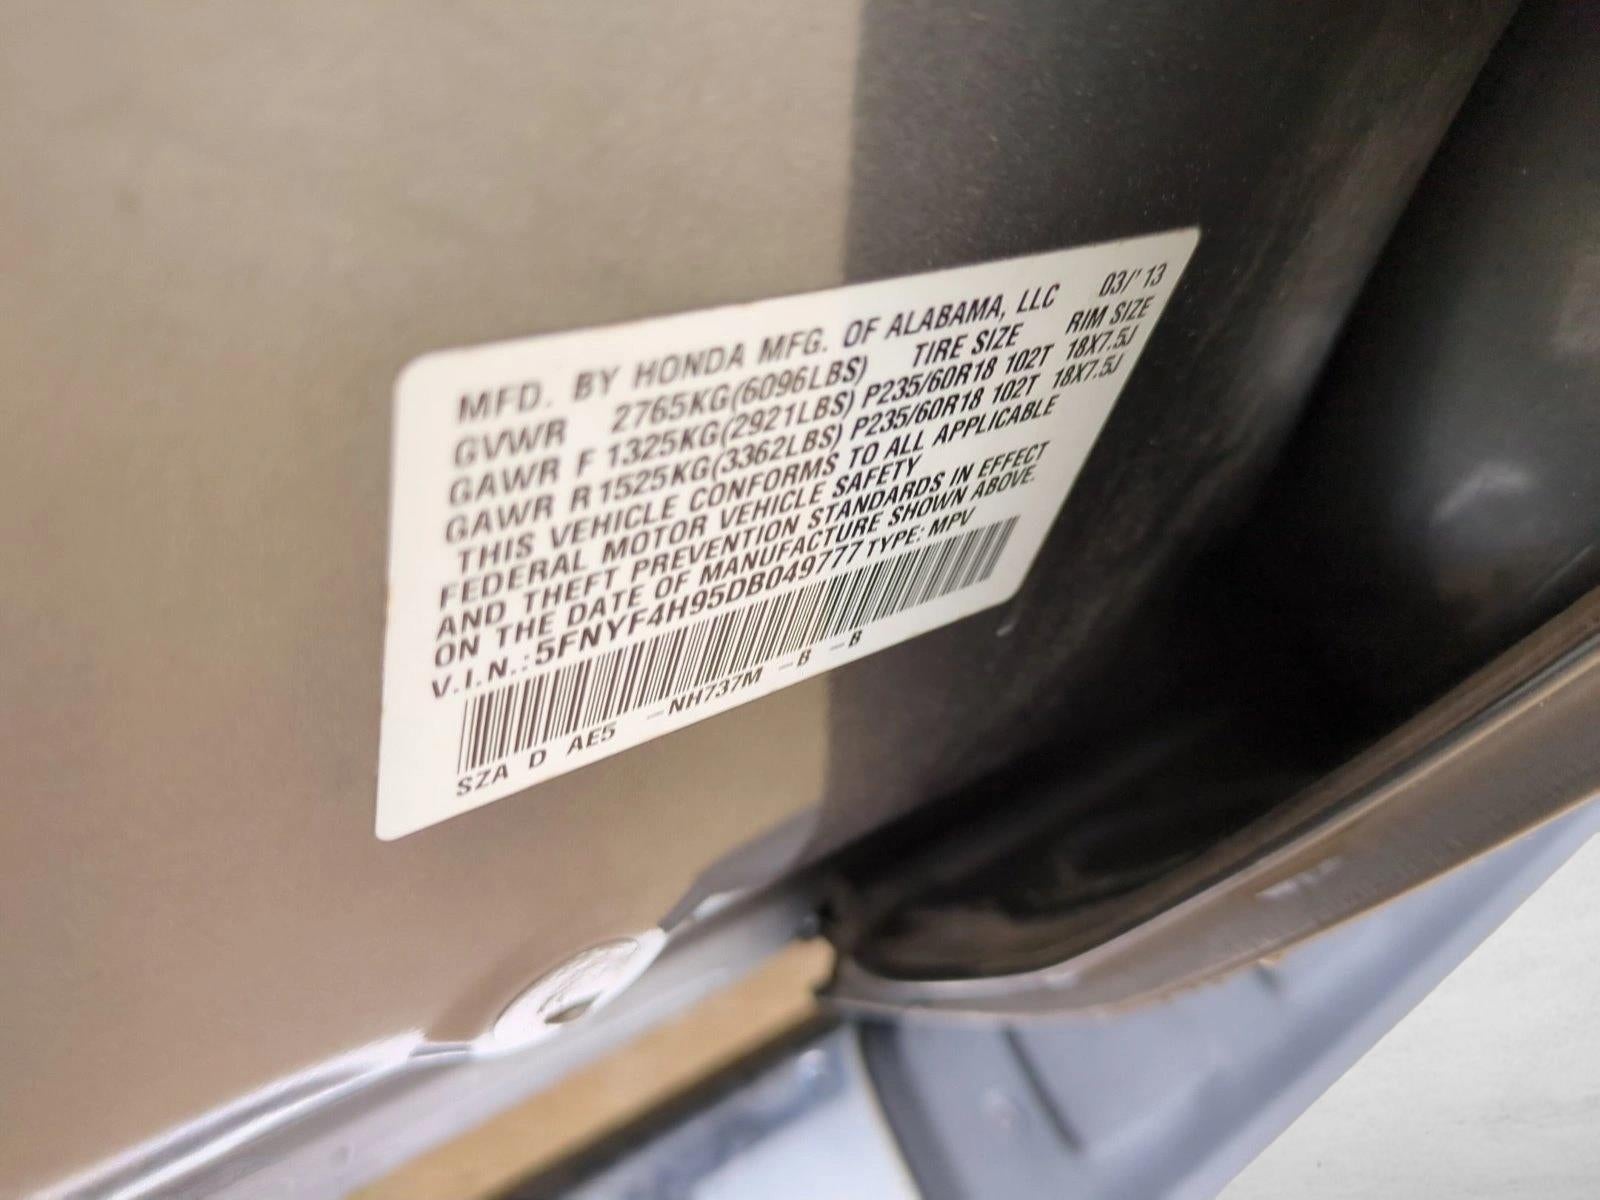 MFD. BY HONDA MFG. OF ALABAMA, LLC 03/'13
GVWR 2765KG(6096LBS) TIRE SIZE RIM SIZE
GAWR F 1325KG(2921LBS) P235/60R18 102T 18X7.5J
GAWR R 1525KG(3362LBS) P235/60R18 102T 18X7.5J
THIS VEHICLE CONFORMS TO ALL APPLICABLE
FEDERAL MOTOR VEHICLE SAFETY
AND THEFT PREVENTION STANDARDS IN EFFECT
ON THE DATE OF MANUFACTURE SHOWN ABOVE.
V.I.N.:5FNYF4H95DB049777 TYPE: MPV
SZA D AE5 –NH737M –B –B